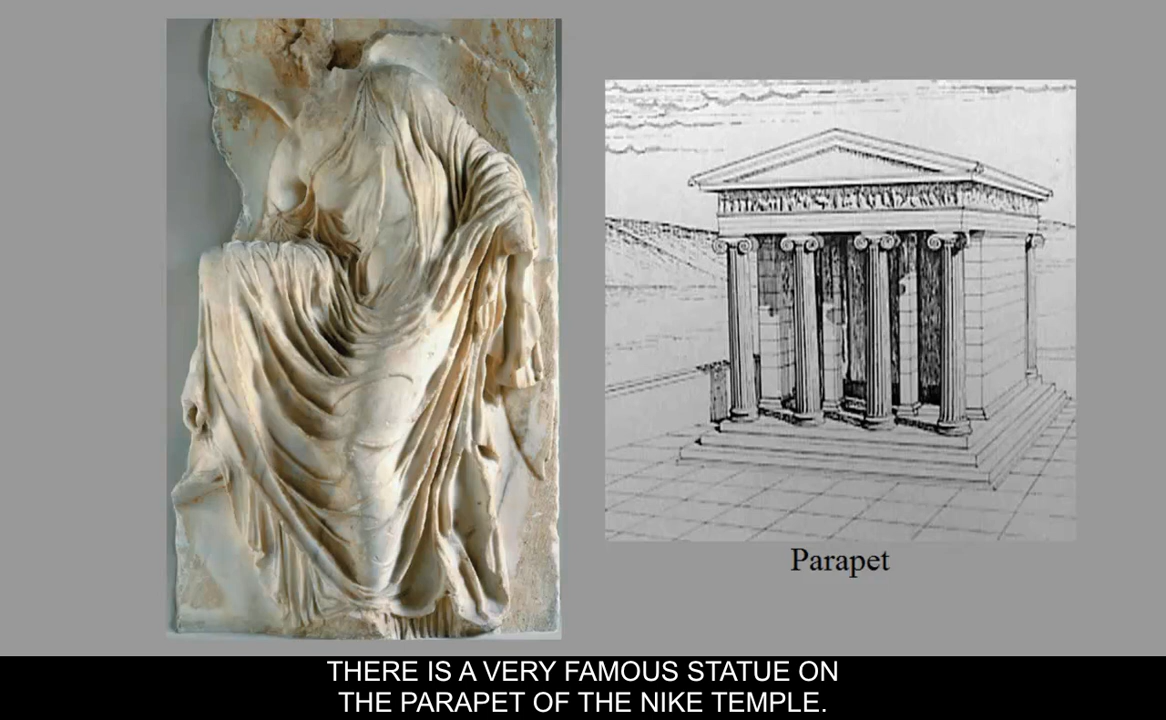 Parapet
THERE IS A VERY FAMOUS STATUE ON
THE PARAPET OF THE NIKE TEMPLE.